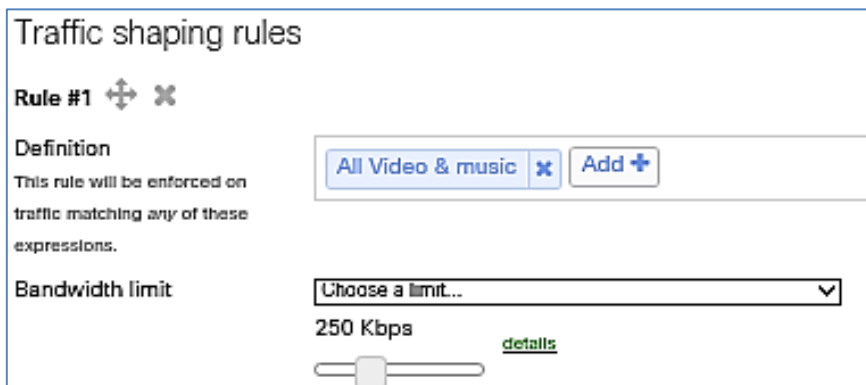 Traffic shaping rules
Rule #1
Definition
This rule will be enforced on
traffic matching any of these
expressions.
All Video & music
Add
Bandwidth limit
Choose a limit...
250 Kbps
details